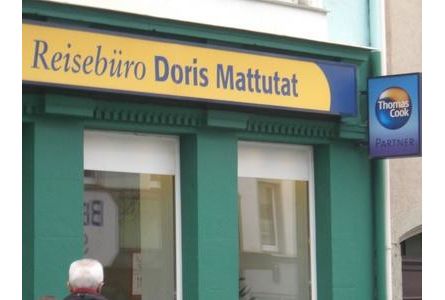 Reisebüro Doris Mattutat
Thomas
Cook
PARTNER